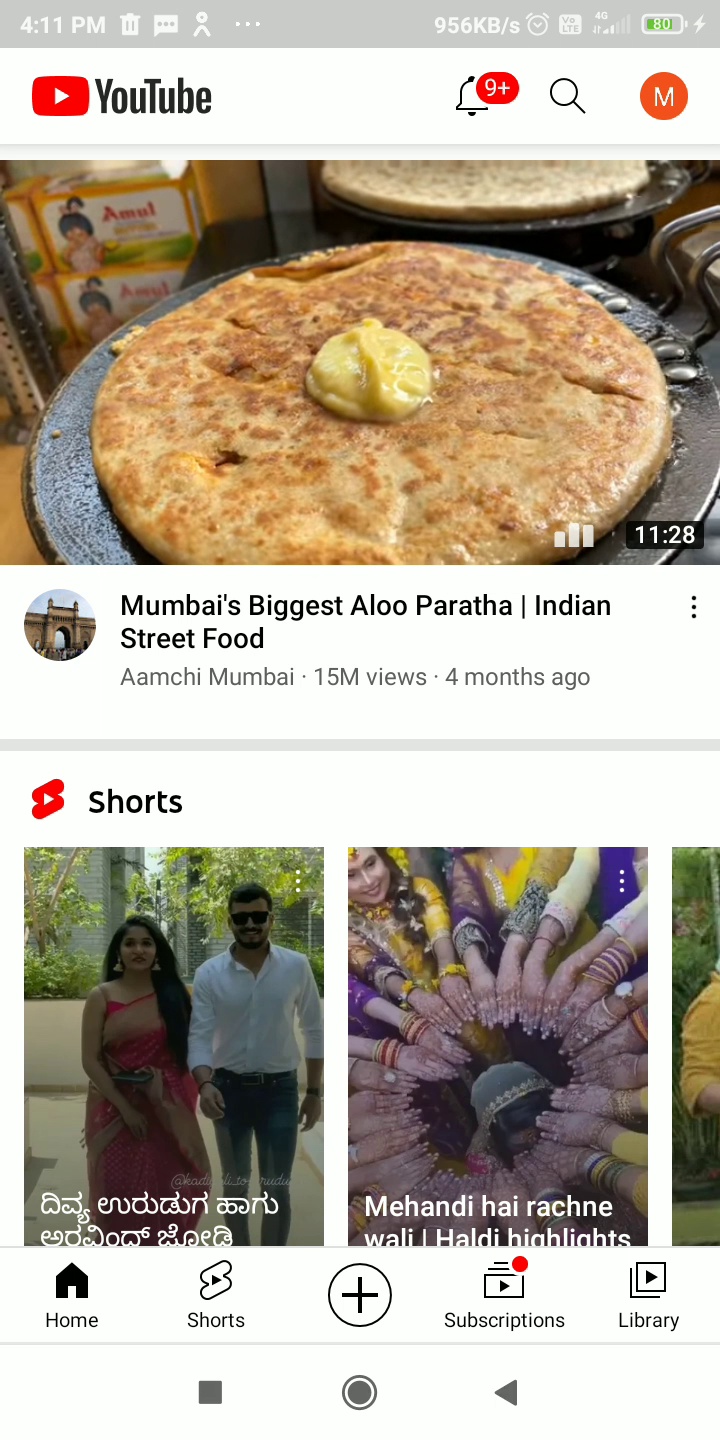 4:11 PM ... 956KB/s Vo LTE 4G 80
YouTube 9+ M
Amul
Amul
11:28
Mumbai's Biggest Aloo Paratha | Indian
Street Food
Aamchi Mumbai · 15M views · 4 months ago
Shorts
ದಿವ್ಯ ಉರುಡುಗ ಹಾಗು
ಅರವಿಂದ್ ಜೋಡಿ
Mehandi hai rachne
wali | Haldi highlights
Home Shorts Subscriptions Library